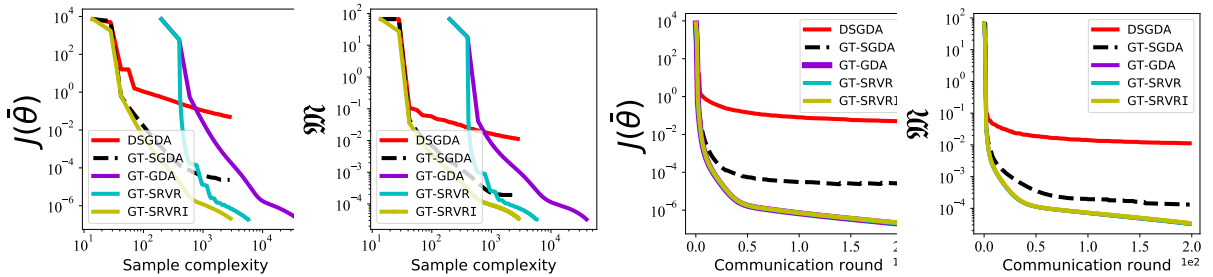 10^4
10^2
10^0
10^{-2}
10^{-4}
10^{-6}
J(θ̄)
DSGDA
GT-SGDA
GT-GDA
GT-SRVR
GT-SRVRI
10^1 10^2 10^3 10^4
Sample complexity
10^2
10^1
10^0
10^{-1}
10^{-2}
10^{-3}
10^{-4}
𝔐
DSGDA
GT-SGDA
GT-GDA
GT-SRVR
GT-SRVRI
10^1 10^2 10^3 10^4
Sample complexity
10^4
10^2
10^0
10^{-2}
10^{-4}
10^{-6}
J(θ̄)
DSGDA
GT-SGDA
GT-GDA
GT-SRVR
GT-SRVRI
0.0 0.5 1.0 1.5
Communication round
10^2
10^1
10^0
10^{-1}
10^{-2}
10^{-3}
10^{-4}
𝔐
DSGDA
GT-SGDA
GT-GDA
GT-SRVR
GT-SRVRI
0.0 0.5 1.0 1.5 2.0
1e2
Communication round